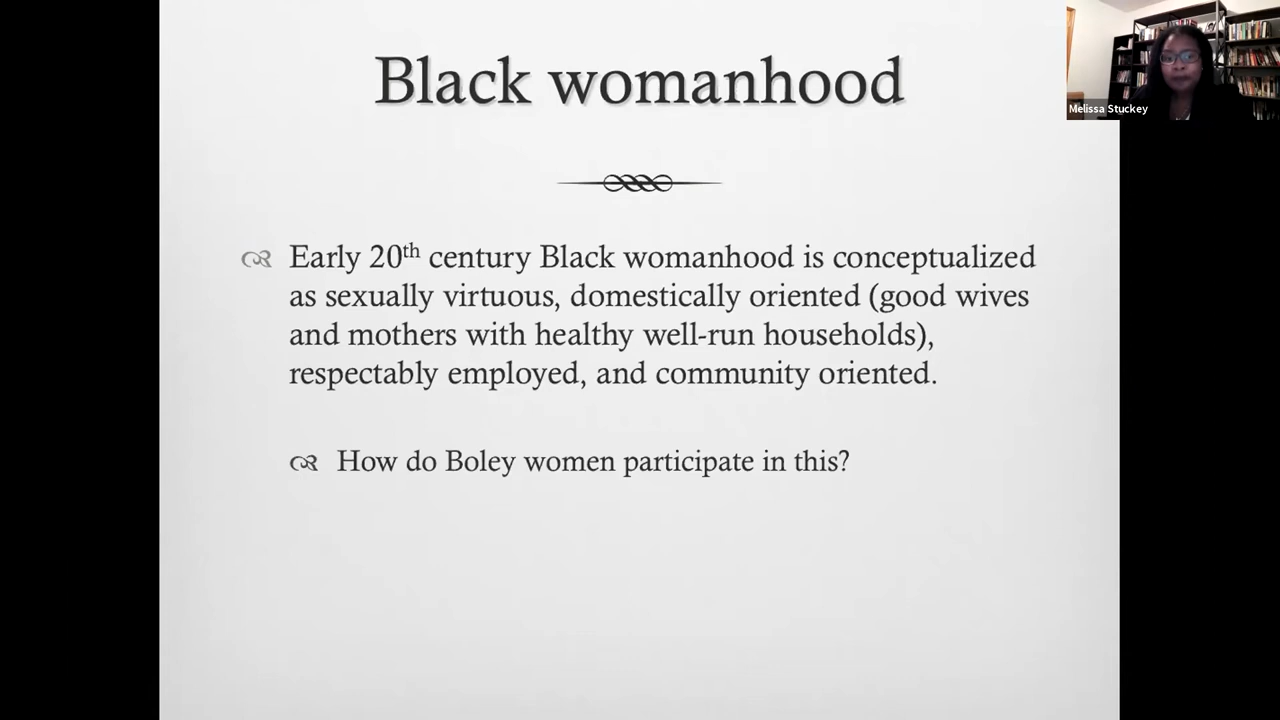 Black womanhood
Melissa Stuckey
Early 20th century Black womanhood is conceptualized
as sexually virtuous, domestically oriented (good wives
and mothers with healthy well-run households),
respectably employed, and community oriented.
How do Boley women participate in this?